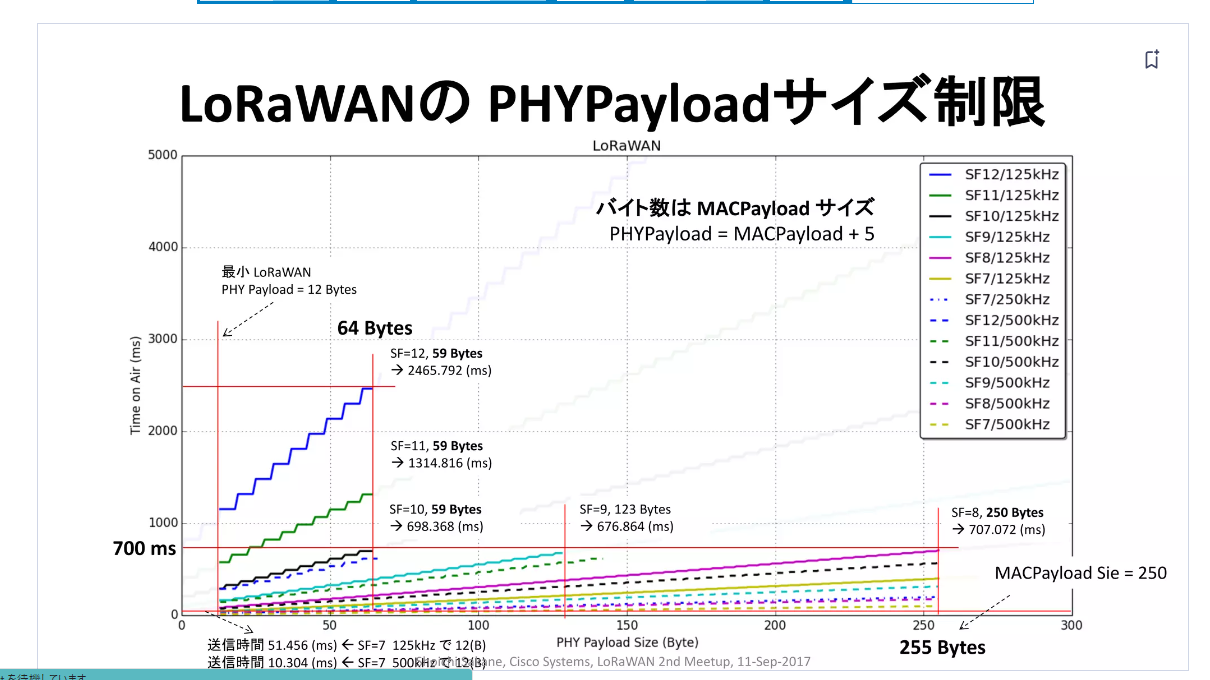 LoRaWANの PHYPayloadサイズ制限
LoRaWAN
5000
4000
3000
2000
1000
0
Time on Air (ms)
バイト数は MACPayload サイズ
PHYPayload = MACPayload + 5
SF12/125kHz
SF11/125kHz
SF10/125kHz
SF9/125kHz
SF8/125kHz
SF7/125kHz
SF7/250kHz
SF12/500kHz
SF11/500kHz
SF10/500kHz
SF9/500kHz
SF8/500kHz
SF7/500kHz
最小 LoRaWAN
PHY Payload = 12 Bytes
64 Bytes
SF=12, 59 Bytes
→ 2465.792 (ms)
SF=11, 59 Bytes
→ 1314.816 (ms)
SF=10, 59 Bytes
→ 698.368 (ms)
SF=9, 123 Bytes
→ 676.864 (ms)
SF=8, 250 Bytes
→ 707.072 (ms)
700 ms
MACPayload Sie = 250
0 50 100 150 200 250 300
PHY Payload Size (Byte)
255 Bytes
送信時間 51.456 (ms) ← SF=7 125kHz で 12(B)
送信時間 10.304 (ms) ← SF=7 500kHz で 12(B)
Cisco Systems, LoRaWAN 2nd Meetup, 11-Sep-2017
を待機しています